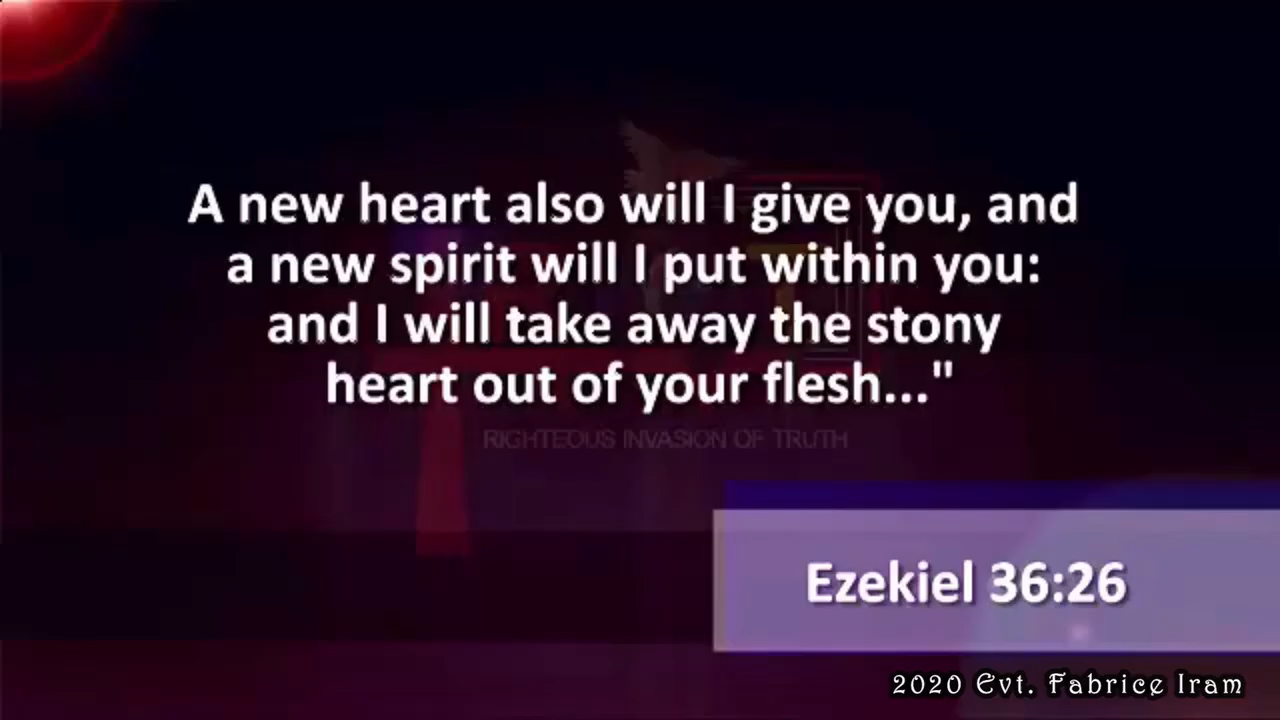 A new heart also will I give you, and
a new spirit will I put within you:
and I will take away the stony
heart out of your flesh..."
RIGHTEOUS INVASION OF TRUTH
Ezekiel 36:26
2020 Evt. Fabrice Iram